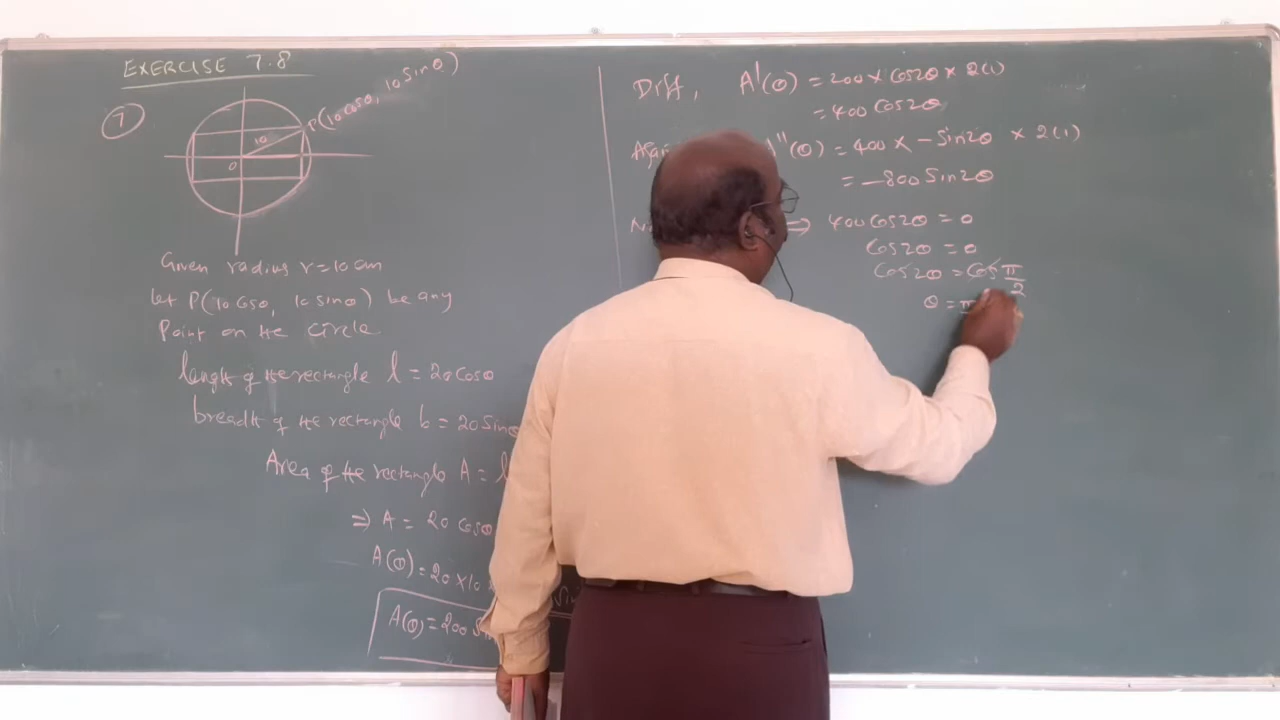 EXERCISE 7.8
7
P(10 cosθ, 10 sinθ)
10
0
Given radius r = 10 cm
let P(10 cosθ, 10 sinθ) be any
Point on the circle
length of the rectangle l = 20 cosθ
breadth of the rectangle b = 20 sinθ
Area of the rectangle A = l
⇒ A = 20 cosθ
A(θ) = 20 × 10
A(θ) = 200 S
Diff, A'(θ) = 200 × cos2θ × 2(1)
= 400 cos2θ
Again A''(θ) = 400 × − sin2θ × 2(1)
= −800 sin2θ
⇒ 400 cos2θ = 0
cos2θ = 0
cos2θ = cos π/2
θ = π